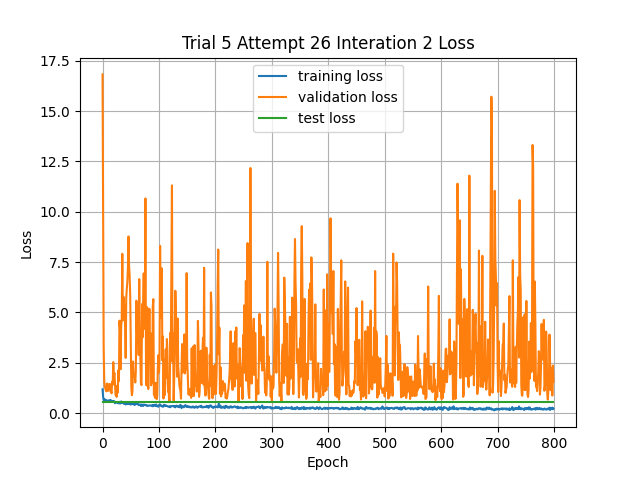 Trial 5 Attempt 26 Interation 2 Loss
training loss
validation loss
test loss
Loss
17.5
15.0
12.5
10.0
7.5
5.0
2.5
0.0
0 100 200 300 400 500 600 700 800
Epoch